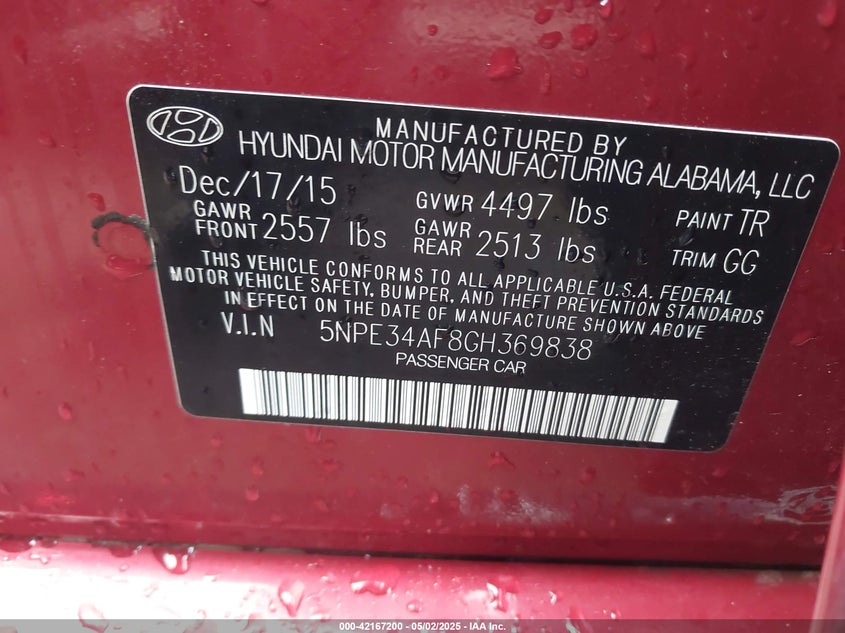 MANUFACTURED BY
HYUNDAI MOTOR MANUFACTURING ALABAMA, LLC
Dec/17/15 GVWR 4497 lbs PAINT TR
GAWR FRONT 2557 lbs GAWR REAR 2513 lbs TRIM GG
THIS VEHICLE CONFORMS TO ALL APPLICABLE U.S.A. FEDERAL
MOTOR VEHICLE SAFETY, BUMPER, AND THEFT PREVENTION STANDARDS
IN EFFECT ON THE DATE OF MANUFACTURE SHOWN ABOVE
V.I.N 5NPE34AF8GH369838
PASSENGER CAR
000-42167200 - 05/02/2025 - IAA Inc.